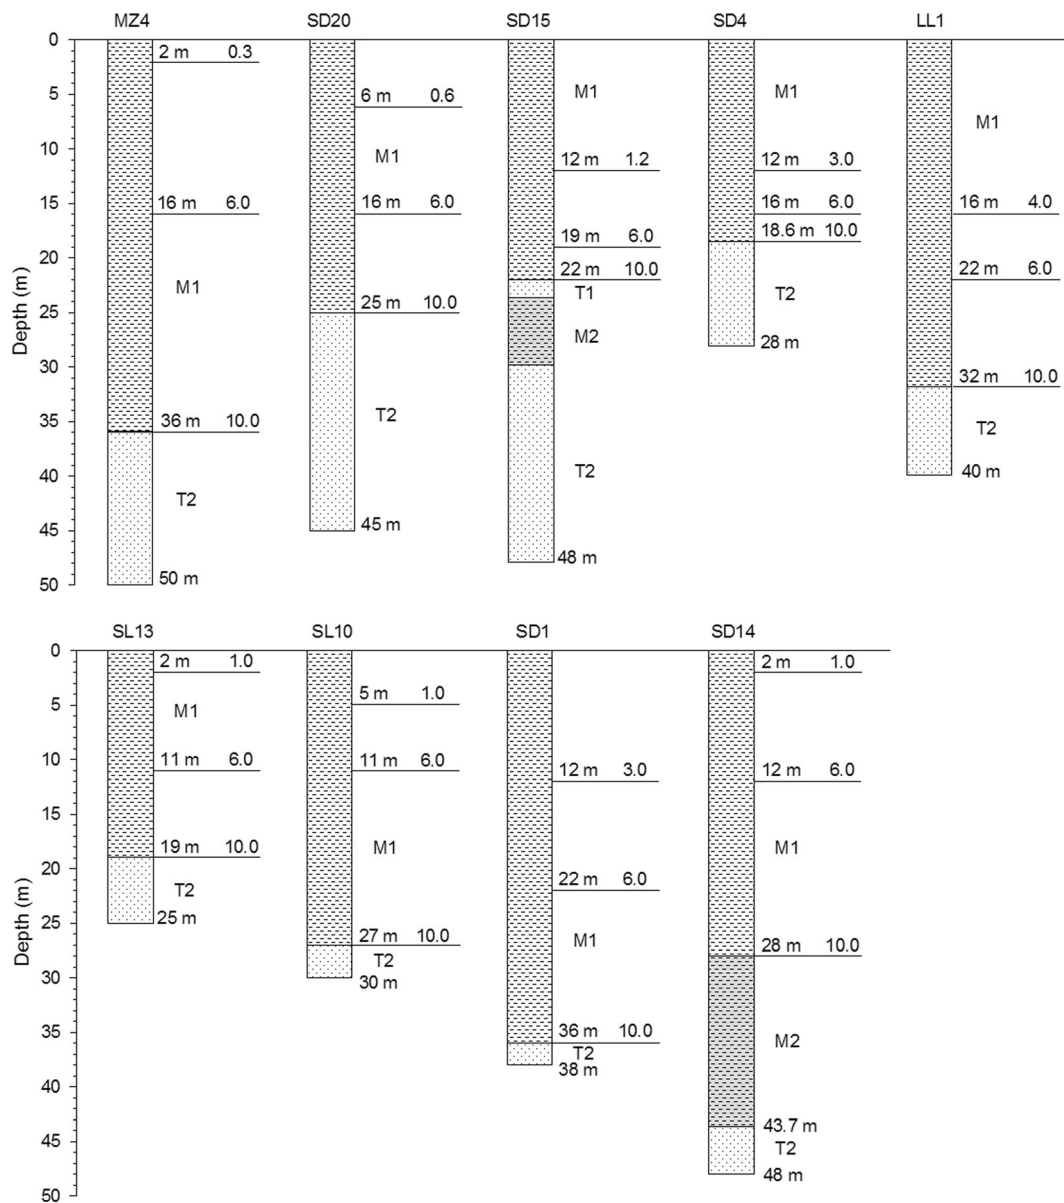 MZ4 SD20 SD15 SD4 LL1
0
2 m 0.3
5
6 m 0.6
M1 M1
10
M1 M1
12 m 1.2 12 m 3.0
15
16 m 6.0 16 m 6.0 16 m 6.0 16 m 4.0
18.6 m 10.0
19 m 6.0
20
22 m 10.0 22 m 6.0
M1 T1 T2
25
25 m 10.0
M2
28 m
30
32 m 10.0
T2 T2
35
36 m 10.0
40
T2 T2
40 m
45
45 m
48 m
50
50 m
Depth (m)
SL13 SL10 SD1 SD14
0
2 m 1.0 2 m 1.0
5
5 m 1.0
M1
10
11 m 6.0 11 m 6.0
12 m 3.0 12 m 6.0
15
M1 M1
19 m 10.0
20
T2
22 m 6.0
25
25 m
M1
27 m 10.0
28 m 10.0
T2
30
30 m
35
36 m 10.0
M2
T2
38 m
40
43.7 m
45
T2
48 m
50
Depth (m)